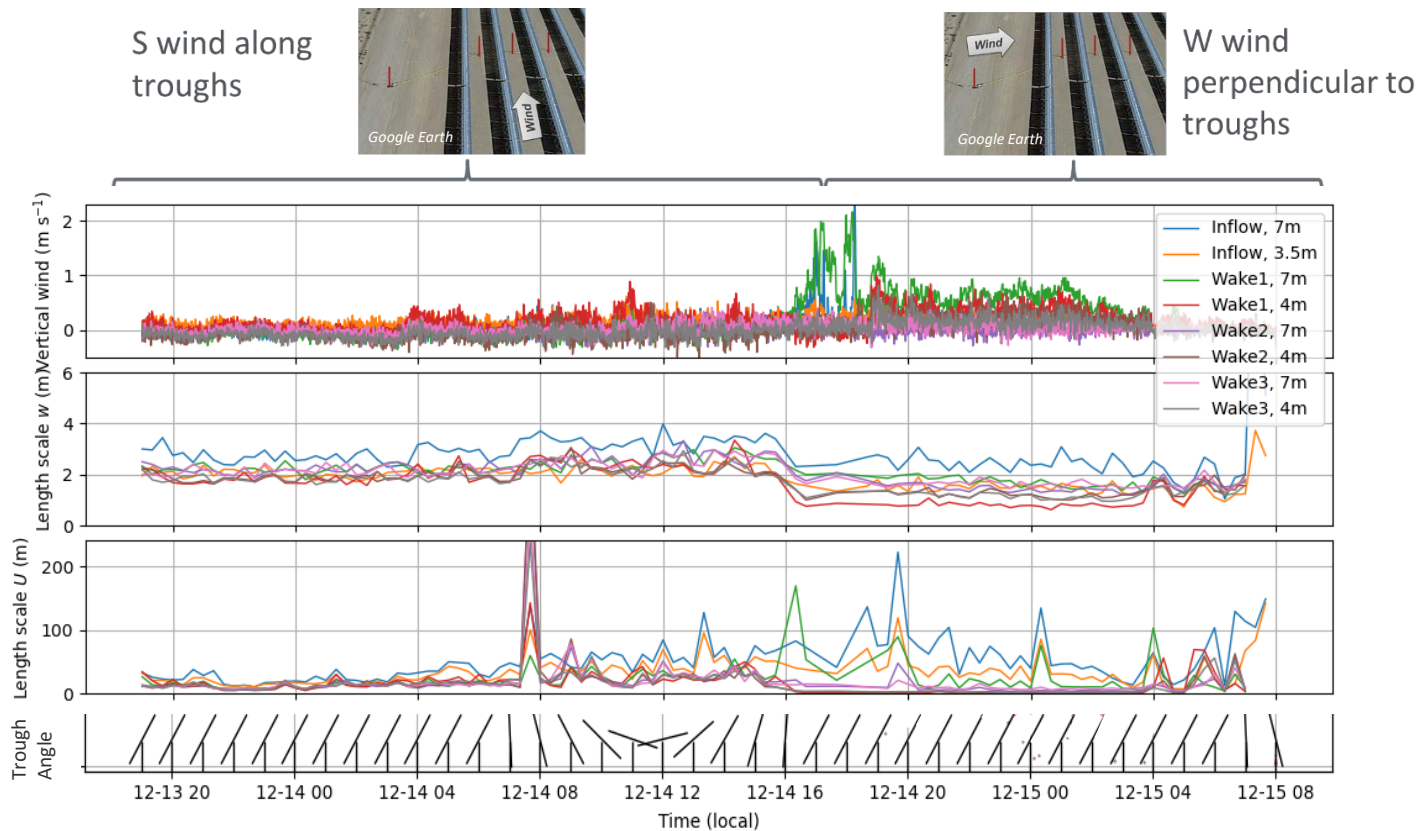 S wind along
troughs
Wind
Google Earth
Wind
Google Earth
W wind
perpendicular to
troughs
Vertical wind (m s⁻¹)
2
1
0
Inflow, 7m
Inflow, 3.5m
Wake1, 7m
Wake1, 4m
Wake2, 7m
Wake2, 4m
Wake3, 7m
Wake3, 4m
Length scale w (m)
6
4
2
0
Length scale U (m)
200
100
0
Trough
Angle
12-13 20
12-14 00
12-14 04
12-14 08
12-14 12
12-14 16
12-14 20
12-15 00
12-15 04
12-15 08
Time (local)